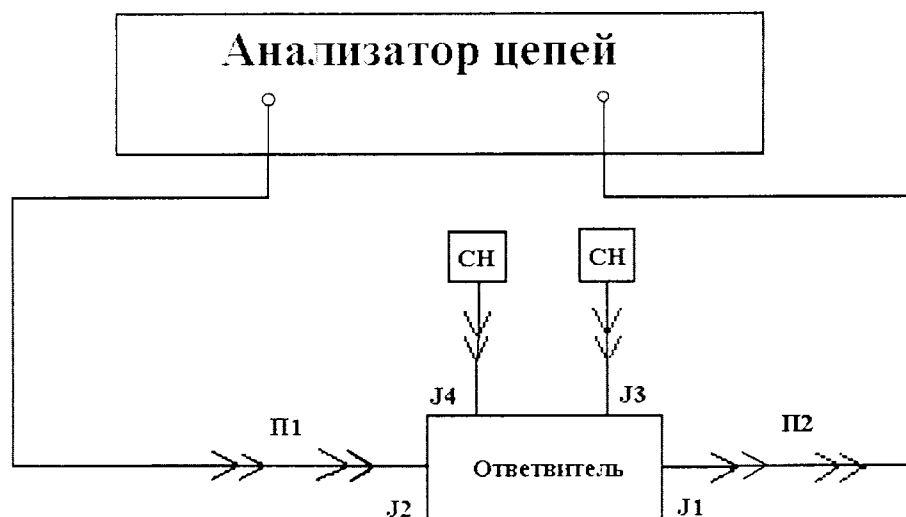 Анализатор цепей
СН
СН
J4
J3
П1
П2
Ответвитель
J2
J1